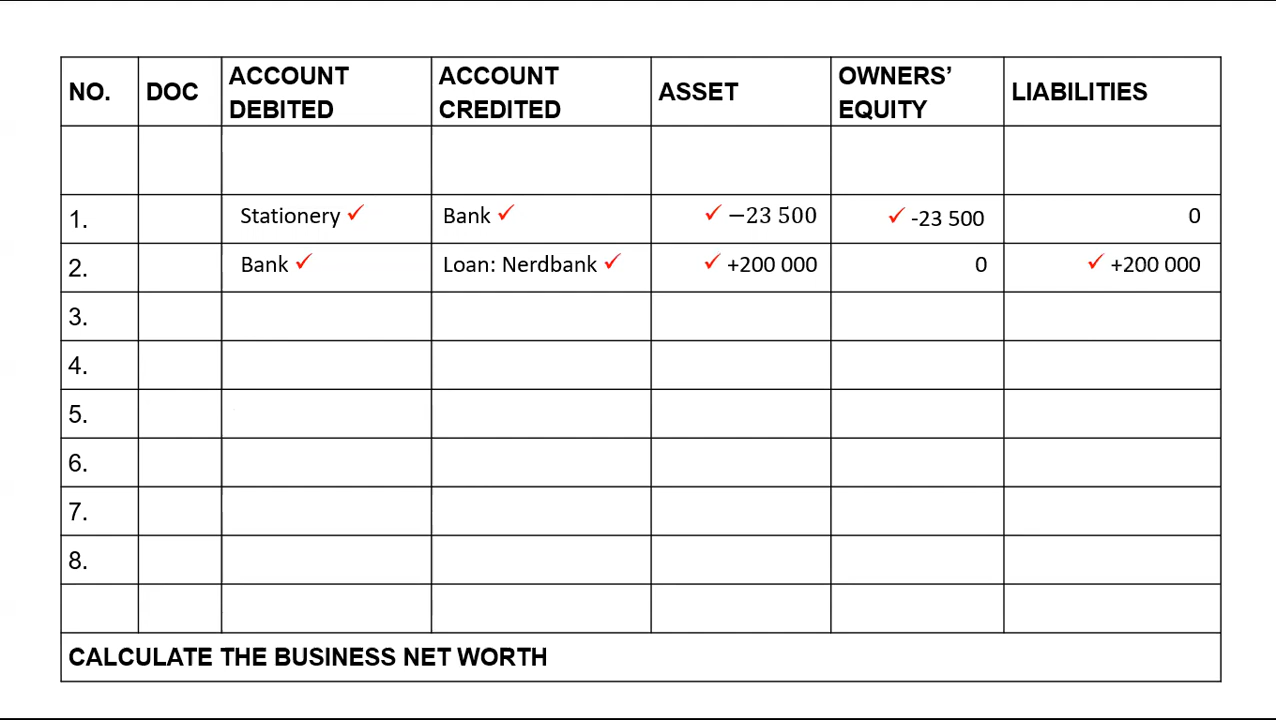 NO. DOC ACCOUNT DEBITED ACCOUNT CREDITED ASSET OWNERS’ EQUITY LIABILITIES
1. Stationery ✓ Bank ✓ ✓ −23 500 ✓ -23 500 0
2. Bank ✓ Loan: Nerdbank ✓ ✓ +200 000 0 ✓ +200 000
3.
4.
5.
6.
7.
8.
CALCULATE THE BUSINESS NET WORTH